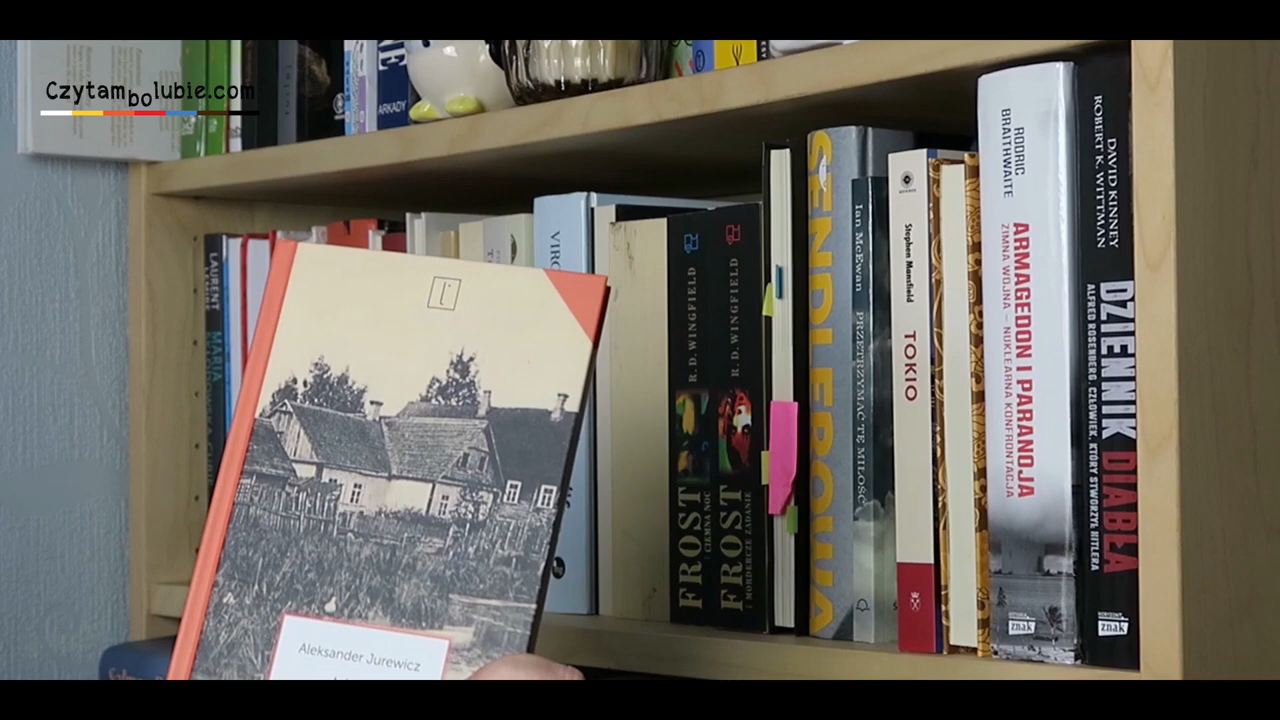 Czytambolubie.com
ARKADY
LAURENT
MARIA
VIRG
R.D. WINGFIELD
FROST
I CIEMNA NOC
R.D. WINGFIELD
FROST
I MORDERCZE ZADANIE
SENDLEROWA
Ian McEwan
PRZETRZYMAĆ TĘ MIŁOŚĆ
Stephen Mansfield
TOKIO
RODRIC
BRAITHWAITE
ARMAGEDON I PARANOJA
ZIMNA WOJNA – NUKLEARNA KONFRONTACJA
znak
DAVID KINNEY
ROBERT K. WITTMAN
DZIENNIK DIABŁA
ALFRED ROSENBERG. CZŁOWIEK, KTÓRY STWORZYŁ HITLERA
znak
Aleksander Jurewicz